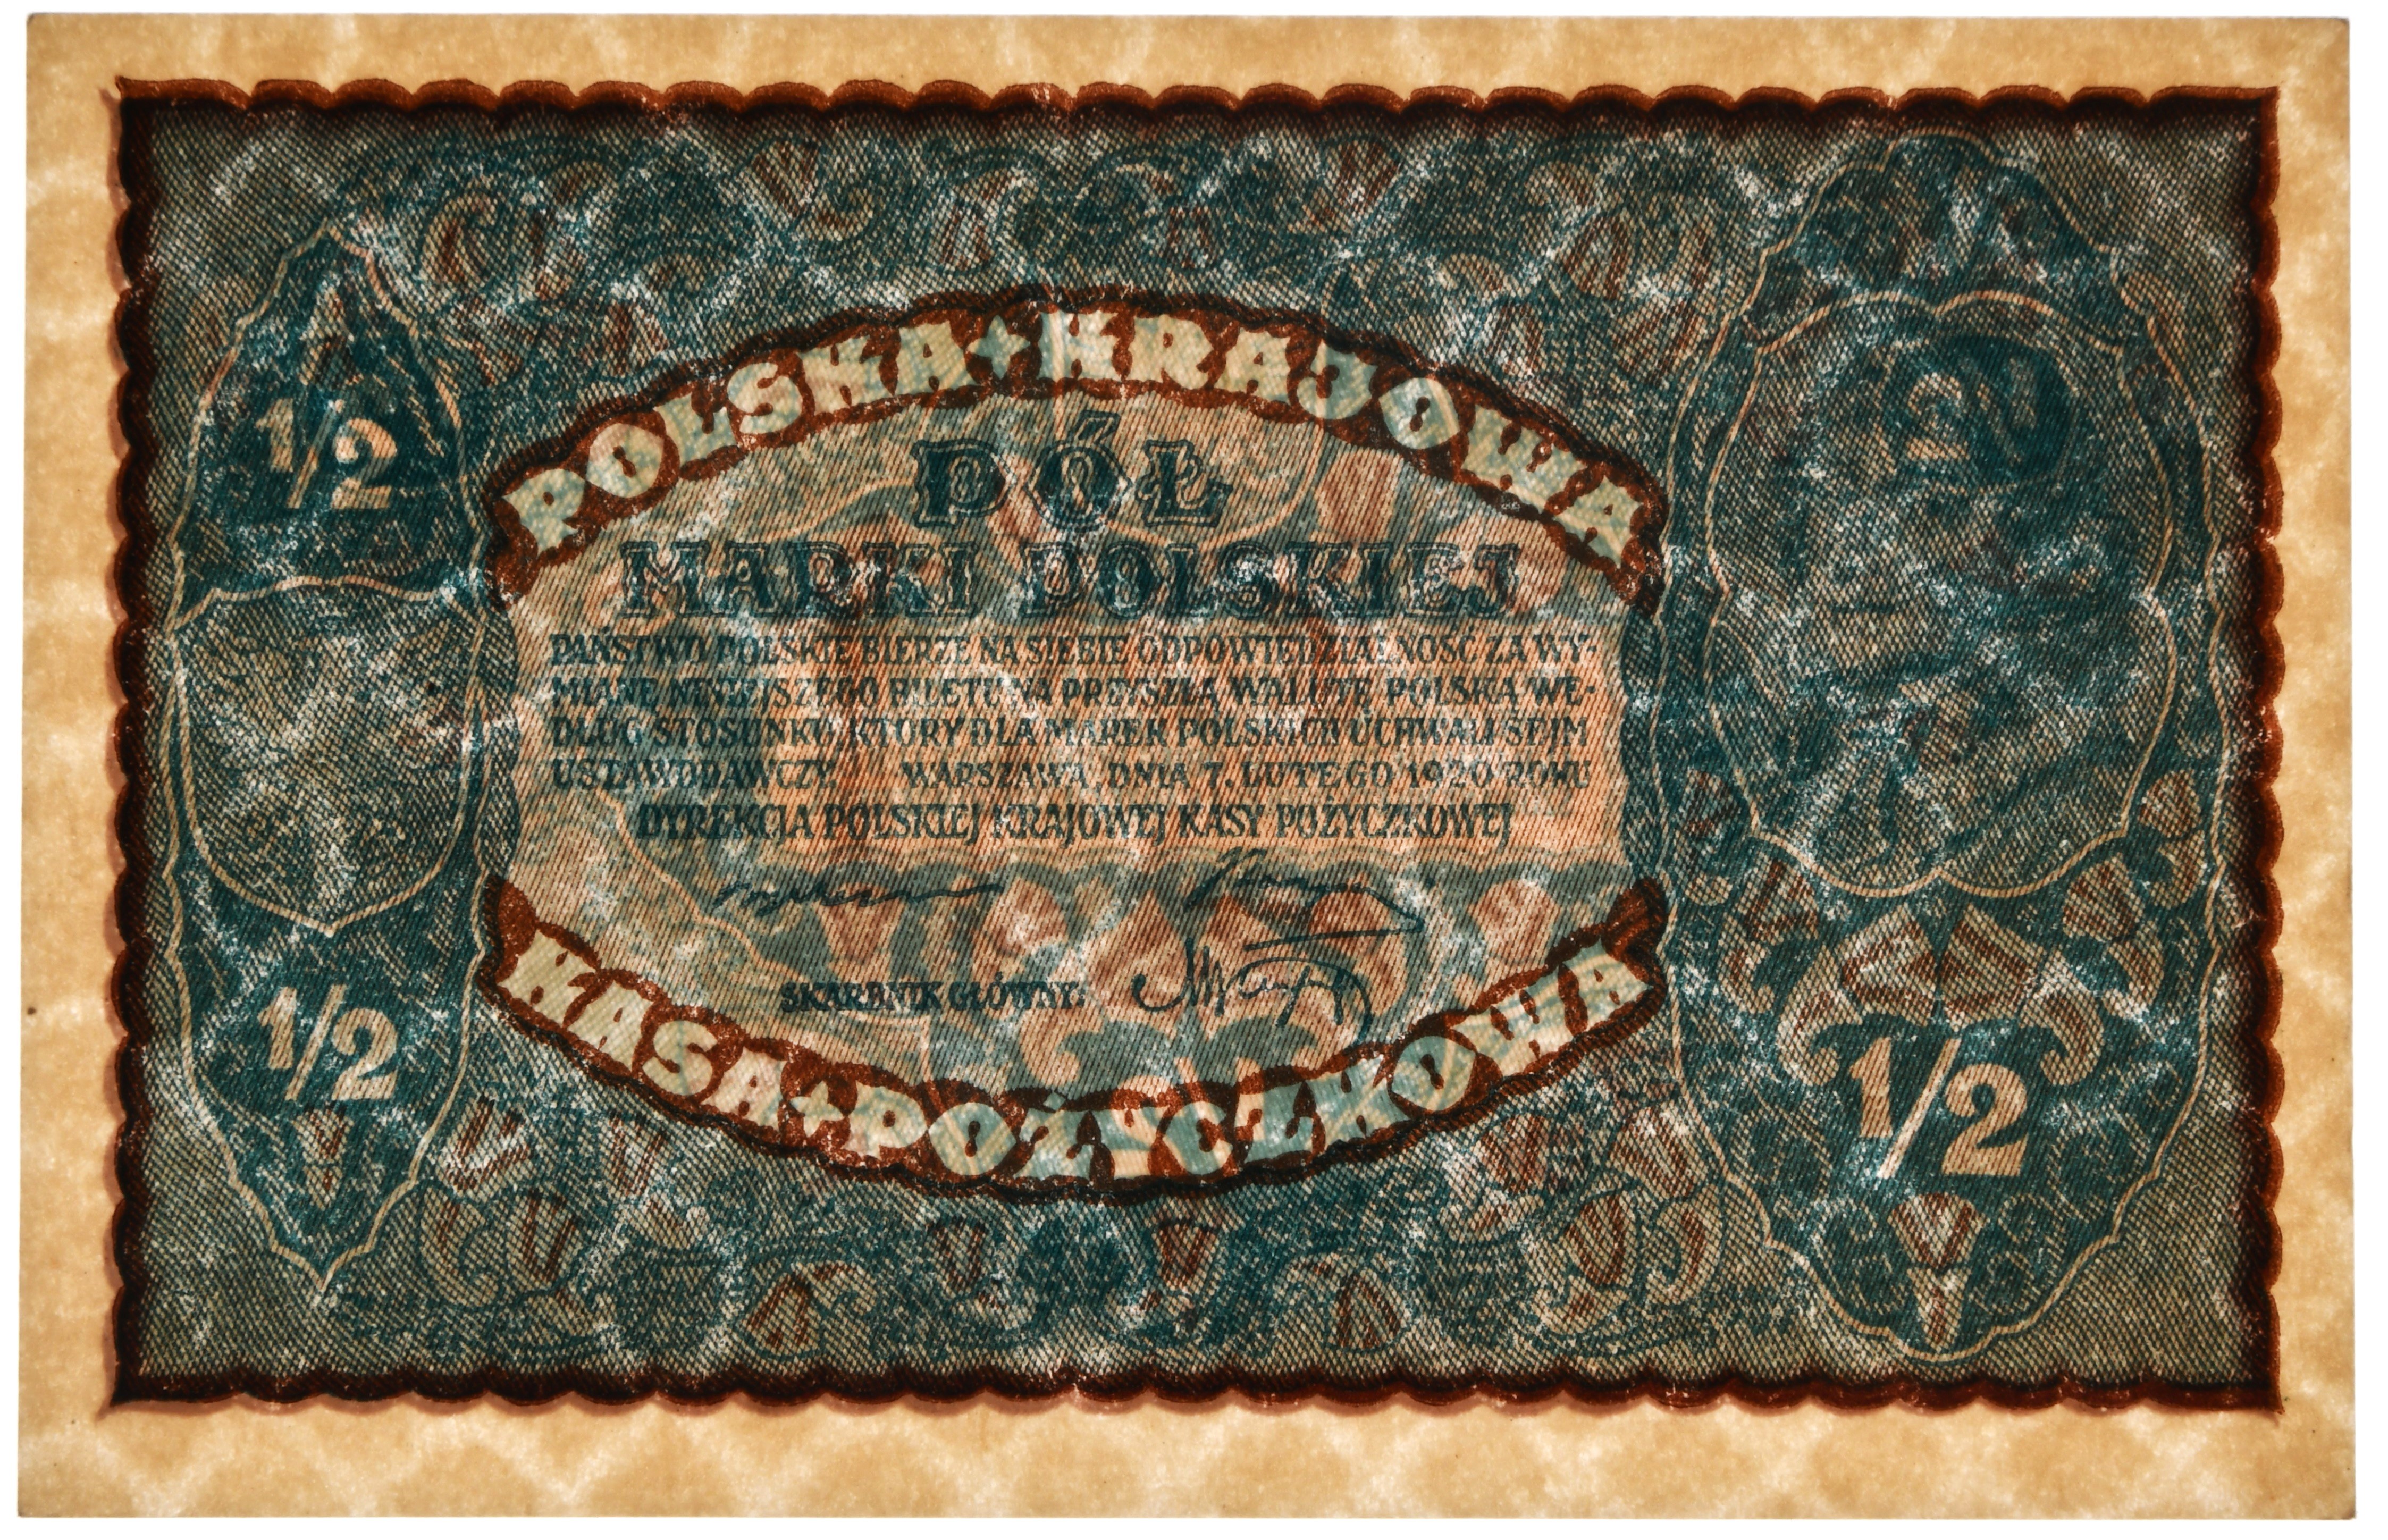 POLSKA + KRAJOWA
1/2
PÓŁ
MARKI POLSKIEJ
PAŃSTWO POLSKIE BIERZE NA SIEBIE ODPOWIEDZIALNOŚĆ ZA WY-
MIANĘ NINIEJSZEGO BILETU NA PRZYSZŁĄ WALUTĘ POLSKĄ WE-
DŁUG STOSUNKU, KTÓRY DLA MAREK POLSKICH UCHWALI SEJM
USTAWODAWCZY. WARSZAWA, DNIA 7. LUTEGO 1920 ROKU
DYREKCJA POLSKIEJ KRAJOWEJ KASY POŻYCZKOWEJ
SKARBNIK GŁÓWNY:
1/2
1/2
KASA + POŻYCZKOWA